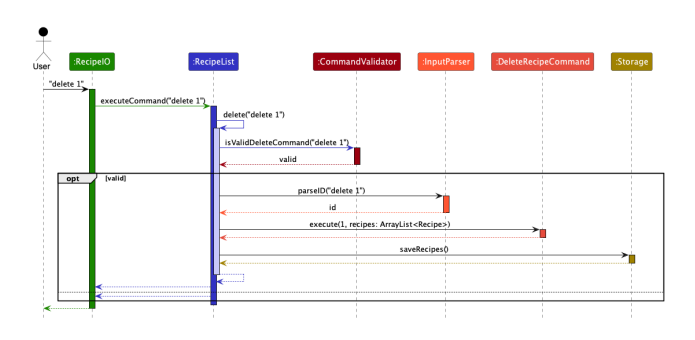 User
:RecipeIO
:RecipeList
:CommandValidator
:InputParser
:DeleteRecipeCommand
:Storage
"delete 1"
executeCommand("delete 1")
delete("delete 1")
isValidDeleteCommand("delete 1")
valid
opt
[valid]
parseID("delete 1")
id
execute(1, recipes: ArrayList<Recipe>)
saveRecipes()